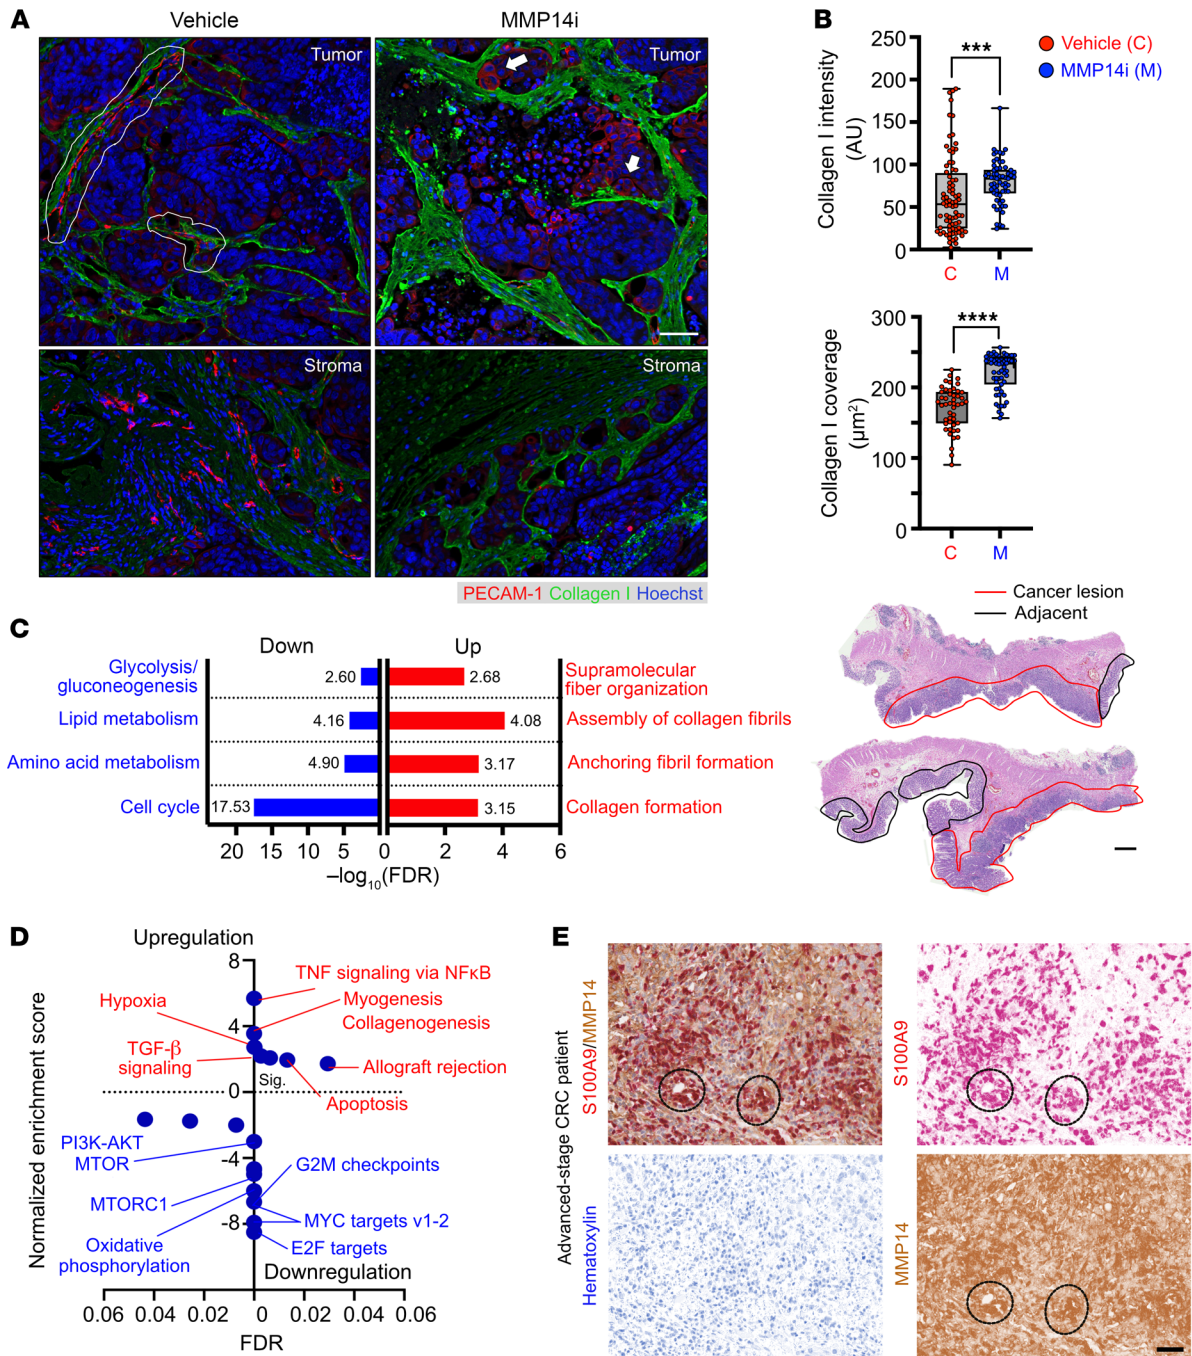 A
Vehicle
MMP14i
Tumor
Tumor
Stroma
Stroma
PECAM-1 Collagen I Hoechst
B
Vehicle (C)
MMP14i (M)
Collagen I intensity
(AU)
250
200
150
100
50
0
***
C
M
Collagen I coverage
(µm²)
300
200
100
0
****
C
M
Cancer lesion
Adjacent
C
Down
Up
Glycolysis/
gluconeogenesis
2.60
2.68
Supramolecular
fiber organization
Lipid metabolism
4.16
4.08
Assembly of collagen fibrils
Amino acid metabolism
4.90
3.17
Anchoring fibril formation
Cell cycle
17.53
3.15
Collagen formation
20 15 10 5 0 2 4 6
–log₁₀(FDR)
D
Upregulation
Normalized enrichment score
8
4
0
-4
-8
TNF signaling via NFκB
Hypoxia
Myogenesis
Collagenogenesis
TGF-β
signaling
Allograft rejection
Sig.
Apoptosis
PI3K-AKT
MTOR
G2M checkpoints
MTORC1
MYC targets v1-2
Oxidative
phosphorylation
E2F targets
Downregulation
0.06 0.04 0.02 0 0.02 0.04 0.06
FDR
E
Advanced-stage CRC patient
S100A9/MMP14
S100A9
Hematoxylin
MMP14